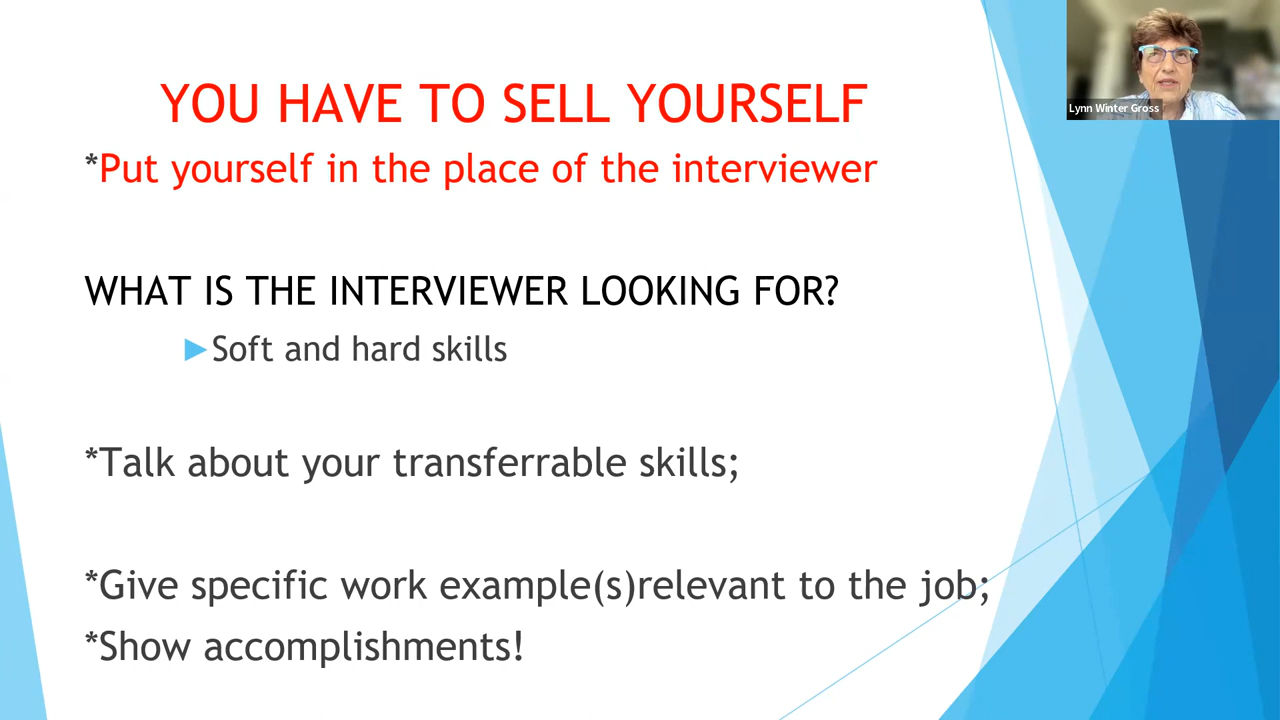 YOU HAVE TO SELL YOURSELF
*Put yourself in the place of the interviewer
WHAT IS THE INTERVIEWER LOOKING FOR?
Soft and hard skills
*Talk about your transferrable skills;
*Give specific work example(s)relevant to the job;
*Show accomplishments!
Lynn Winter Gross